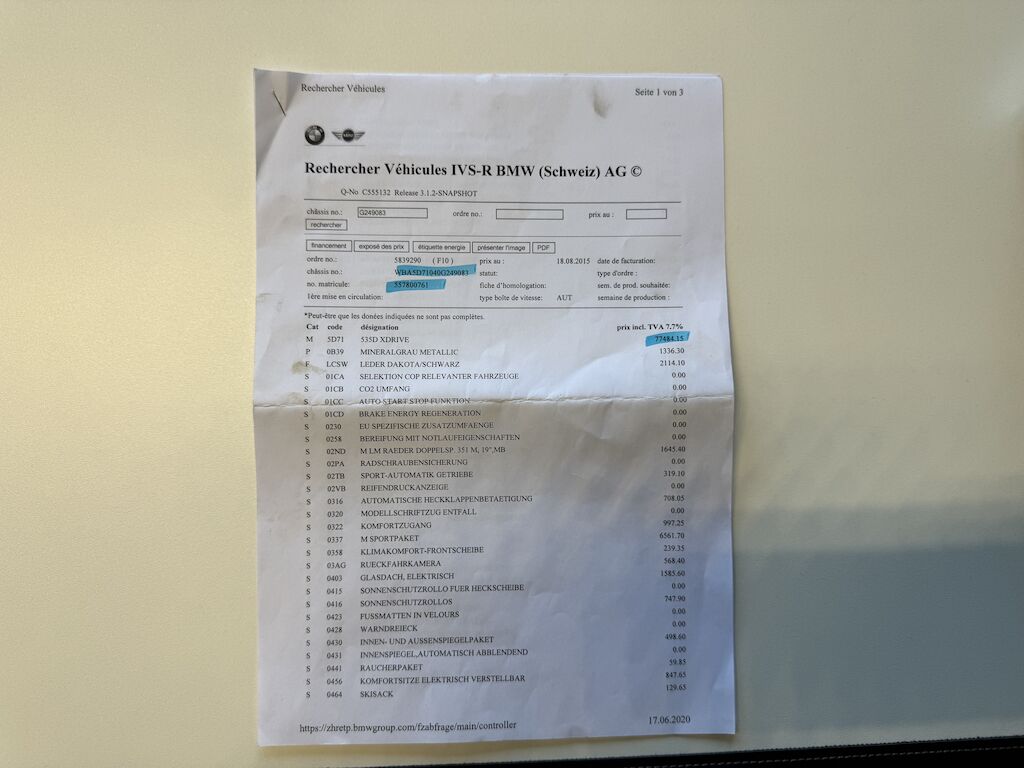 Rechercher Véhicules
Seite 1 von 3
MINI
Rechercher Véhicules IVS-R BMW (Schweiz) AG ©
Q-No C555132 Release 3.1.2-SNAPSHOT
châssis no.: G249083 ordre no.: prix au :
rechercher
financement exposé des prix étiquette energie présenter l'image PDF
ordre no.: 5839290 (F10) prix au : 18.08.2015 date de facturation:
châssis no.: WBA5D71040G249083 statut: type d'ordre :
no. matricule: 557800761 fiche d'homologation: sem. de prod. souhaitée:
1ère mise en circulation: type boîte de vitesse: AUT semaine de production :
*Peut-être que les donées indiquées ne sont pas complètes.
Cat code désignation prix incl. TVA 7.7%
M 5D71 535D XDRIVE 77484.15
P 0B39 MINERALGRAU METALLIC 1336.30
F LCSW LEDER DAKOTA/SCHWARZ 2114.10
S 01CA SELEKTION COP RELEVANTER FAHRZEUGE 0.00
S 01CB CO2 UMFANG 0.00
S 01CC AUTO START STOP FUNKTION 0.00
S 01CD BRAKE ENERGY REGENERATION 0.00
S 0230 EU SPEZIFISCHE ZUSATZUMFAENGE 0.00
S 0258 BEREIFUNG MIT NOTLAUFEIGENSCHAFTEN 0.00
S 02ND M LM RAEDER DOPPELSP. 351 M, 19",MB 1645.40
S 02PA RADSCHRAUBENSICHERUNG 0.00
S 02TB SPORT-AUTOMATIK GETRIEBE 319.10
S 02VB REIFENDRUCKANZEIGE 0.00
S 0316 AUTOMATISCHE HECKKLAPPENBETAETIGUNG 708.05
S 0320 MODELLSCHRIFTZUG ENTFALL 0.00
S 0322 KOMFORTZUGANG 997.25
S 0337 M SPORTPAKET 6561.70
S 0358 KLIMAKOMFORT-FRONTSCHEIBE 239.35
S 03AG RUECKFAHRKAMERA 568.40
S 0403 GLASDACH, ELEKTRISCH 1585.60
S 0415 SONNENSCHUTZROLLO FUER HECKSCHEIBE 0.00
S 0416 SONNENSCHUTZROLLOS 747.90
S 0423 FUSSMATTEN IN VELOURS 0.00
S 0428 WARNDREIECK 0.00
S 0430 INNEN- UND AUSSENSPIEGELPAKET 498.60
S 0431 INNENSPIEGEL,AUTOMATISCH ABBLENDEND 0.00
S 0441 RAUCHERPAKET 59.85
S 0456 KOMFORTSITZE ELEKTRISCH VERSTELLBAR 847.65
S 0464 SKISACK 129.65
https://zhretp.bmwgroup.com/fzabfrage/main/controller
17.06.2020